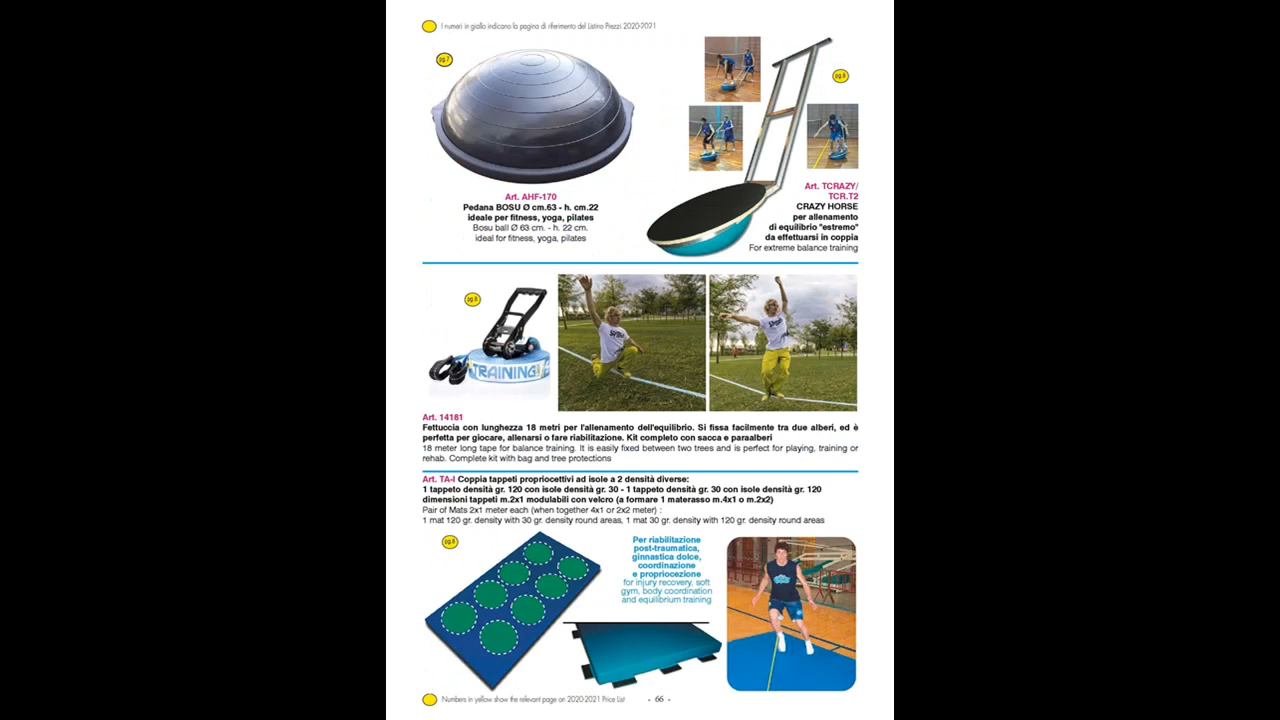 I numeri in giallo indicano la pagina di riferimento del Listino Prezzi 2020-2021
pg.7
pg.8
Art. AHF-170
Pedana BOSU Ø cm.63 - h. cm.22
ideale per fitness, yoga, pilates
Bosu ball Ø 63 cm. - h. 22 cm.
ideal for fitness, yoga, pilates
Art. TCRAZY/
TCR.T2
CRAZY HORSE
per allenamento
di equilibrio "estremo"
da effettuarsi in coppia
For extreme balance training
pg.8
TRAINING
Art. 14181
Fettuccia con lunghezza 18 metri per l'allenamento dell'equilibrio. Si fissa facilmente tra due alberi, ed è
perfetta per giocare, allenarsi o fare riabilitazione. Kit completo con sacca e paraalberi
18 meter long tape for balance training. It is easily fixed between two trees and is perfect for playing, training or
rehab. Complete kit with bag and tree protections
Art. TA-I Coppia tappeti propriocettivi ad isole a 2 densità diverse:
1 tappeto densità gr. 120 con isole densità gr. 30 - 1 tappeto densità gr. 30 con isole densità gr. 120
dimensioni tappeti m.2x1 modulabili con velcro (a formare 1 materasso m.4x1 o m.2x2)
Pair of Mats 2x1 meter each (when together 4x1 or 2x2 meter) :
1 mat 120 gr. density with 30 gr. density round areas, 1 mat 30 gr. density with 120 gr. density round areas
pg.8
Per riabilitazione
post-traumatica,
ginnastica dolce,
coordinazione
e propriocezione
for injury recovery, soft
gym, body coordination
and equilibrium training
Numbers in yellow show the relevant page on 2020-2021 Price List
- 66 -